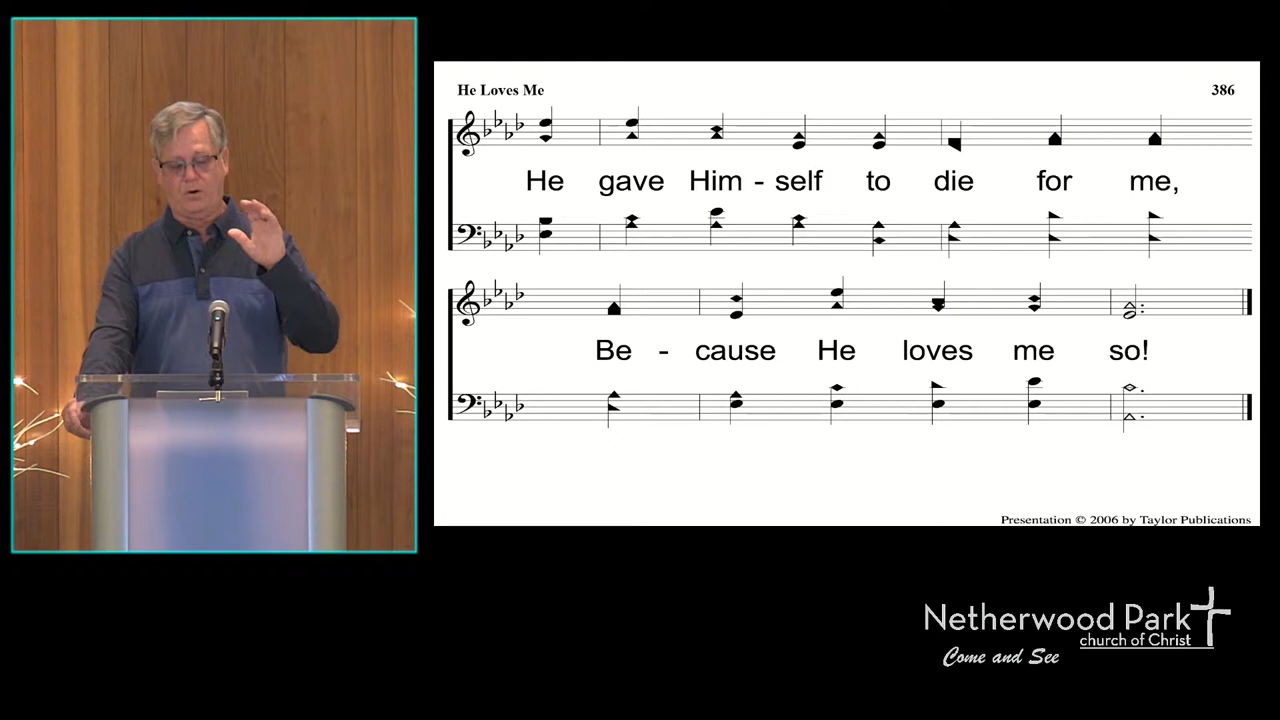 He Loves Me 386
He gave Him - self to die for me,
Be - cause He loves me so!
Presentation © 2006 by Taylor Publications
Netherwood Park
church of Christ
Come and See